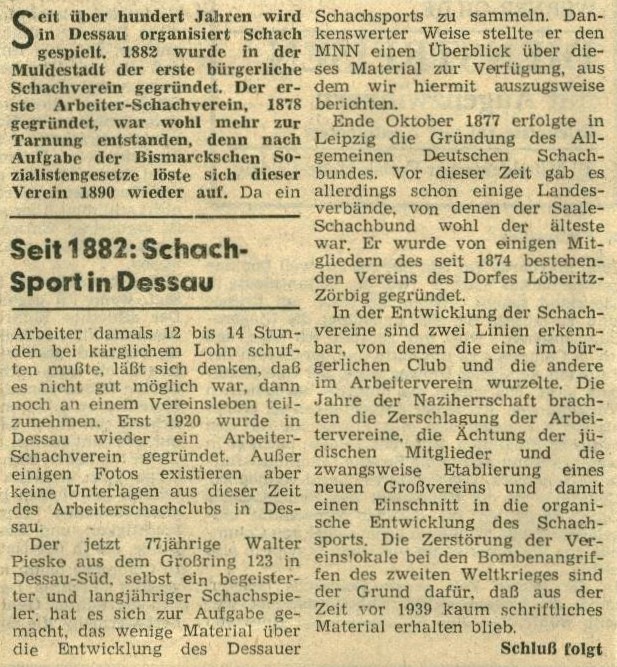 Seit über hundert Jahren wird
in Dessau organisiert Schach
gespielt. 1882 wurde in der
Muldestadt der erste bürgerliche
Schachverein gegründet. Der er-
ste Arbeiter-Schachverein, 1878
gegründet, war wohl mehr zur
Tarnung entstanden, denn nach
Aufgabe der Bismarckschen So-
zialistengesetze löste sich dieser
Verein 1890 wieder auf. Da ein
Seit 1882: Schach-
Sport in Dessau
Arbeiter damals 12 bis 14 Stun-
den bei kärglichem Lohn schuf-
ten mußte, läßt sich denken, daß
es nicht gut möglich war, dann
noch an einem Vereinsleben teil-
zunehmen. Erst 1920 wurde in
Dessau wieder ein Arbeiter-
Schachverein gegründet. Außer
einigen Fotos existieren aber
keine Unterlagen aus dieser Zeit
des Arbeiterschachclubs in Des-
sau.
Der jetzt 77jährige Walter
Piesko aus dem Großring 123 in
Dessau-Süd, selbst ein begeister-
ter und langjähriger Schachspie-
ler, hat es sich zur Aufgabe ge-
macht, das wenige Material über
die Entwicklung des Dessauer
Schachsports zu sammeln. Dan-
kenswerter Weise stellte er den
MNN einen Überblick über die-
ses Material zur Verfügung, aus
dem wir hiermit auszugsweise
berichten.
Ende Oktober 1877 erfolgte in
Leipzig die Gründung des All-
gemeinen Deutschen Schach-
bundes. Vor dieser Zeit gab es
allerdings schon einige Landes-
verbände, von denen der Saale-
Schachbund wohl der älteste
war. Er wurde von einigen Mit-
gliedern des seit 1874 bestehen-
den Vereins des Dorfes Löberitz-
Zörbig gegründet.
In der Entwicklung der Schach-
vereine sind zwei Linien erkenn-
bar, von denen die eine im bür-
gerlichen Club und die andere
im Arbeiterverein wurzelte. Die
Jahre der Naziherrschaft brach-
ten die Zerschlagung der Arbei-
tervereine, die Ächtung der jü-
dischen Mitglieder und die
zwangsweise Etablierung eines
neuen Großvereins und damit
einen Einschnitt in die organi-
sche Entwicklung des Schach-
sports. Die Zerstörung der Ver-
einslokale bei den Bombenangrif-
fen des zweiten Weltkrieges sind
der Grund dafür, daß aus der
Zeit vor 1939 kaum schriftliches
Material erhalten blieb.
Schluß folgt